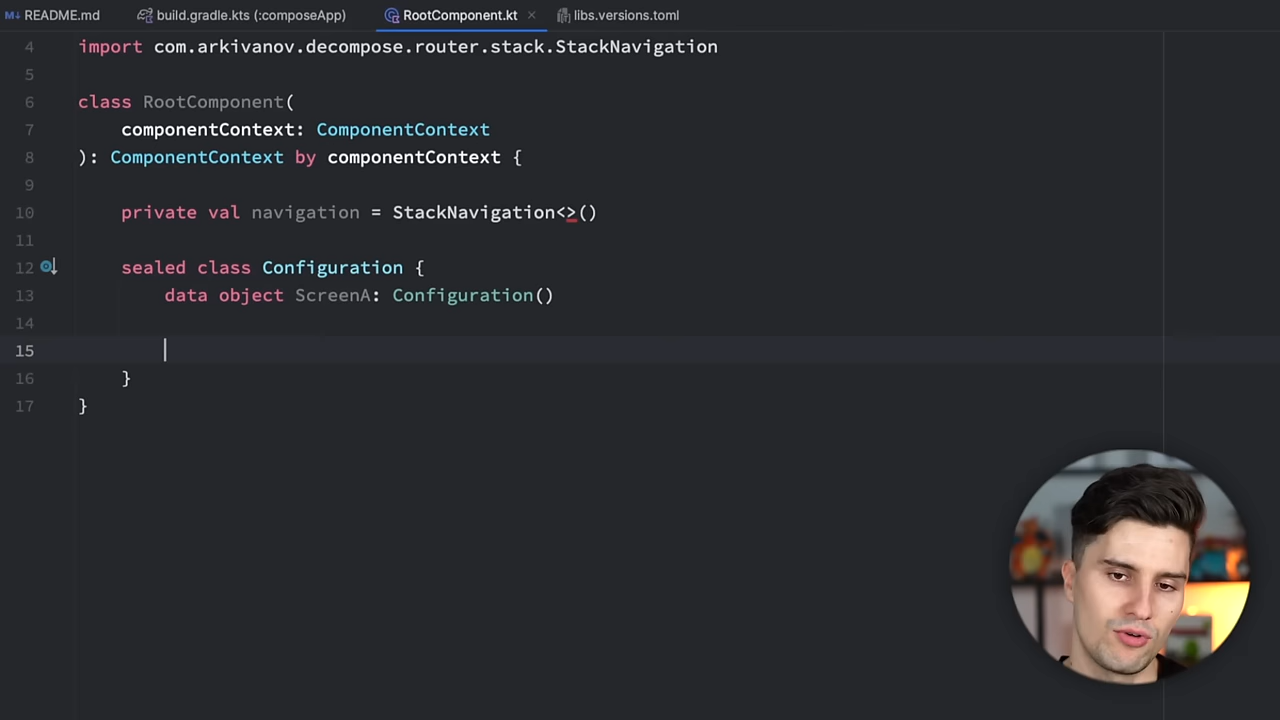 README.md build.gradle.kts (:composeApp) RootComponent.kt libs.versions.toml
4 import com.arkivanov.decompose.router.stack.StackNavigation
5
6 class RootComponent(
7 componentContext: ComponentContext
8 ): ComponentContext by componentContext {
9
10 private val navigation = StackNavigation<>()
11
12 sealed class Configuration {
13 data object ScreenA: Configuration()
14
15
16 }
17 }